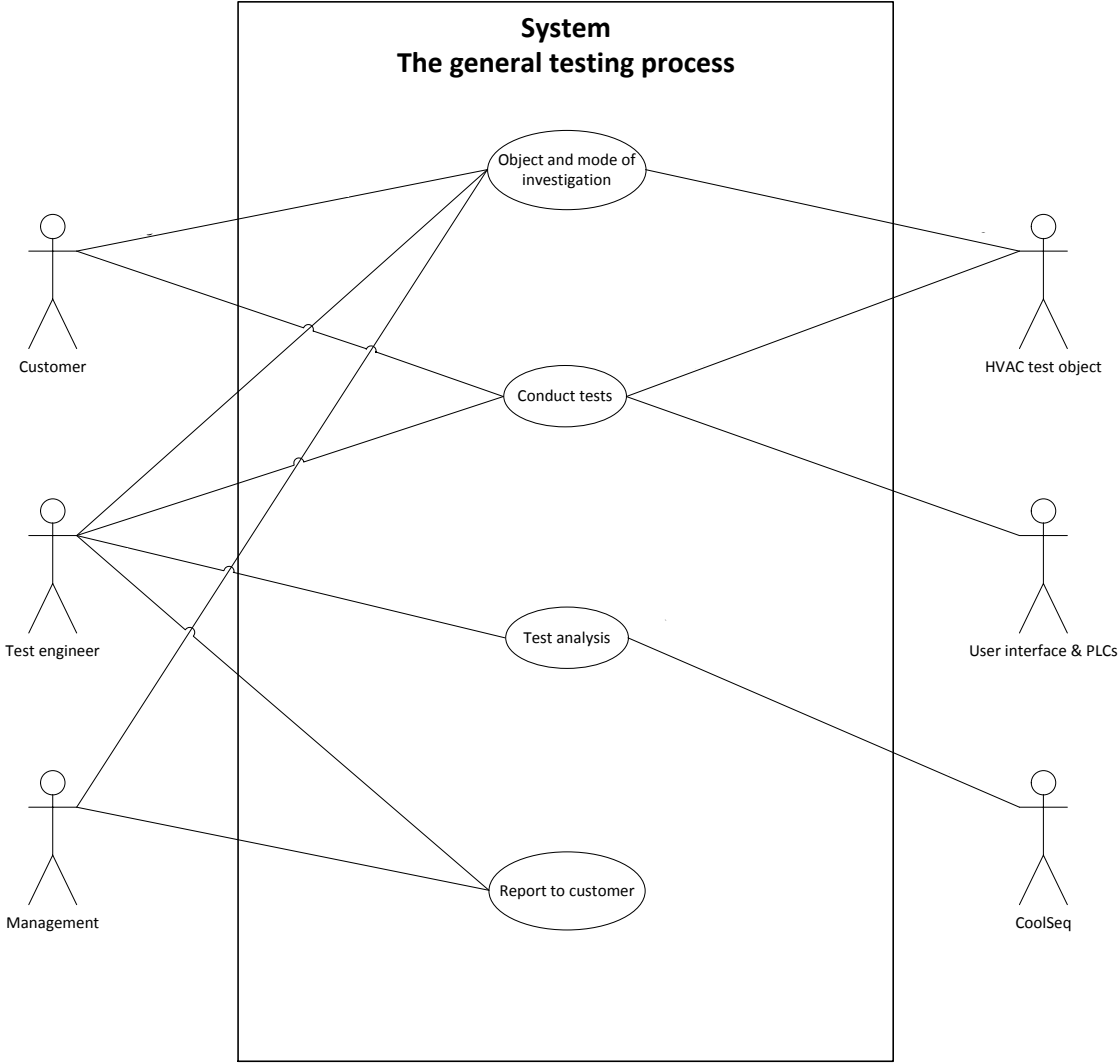 System
The general testing process
Object and mode of
investigation
Customer
HVAC test object
Conduct tests
Test engineer
Test analysis
User interface & PLCs
Management
Report to customer
CoolSeq